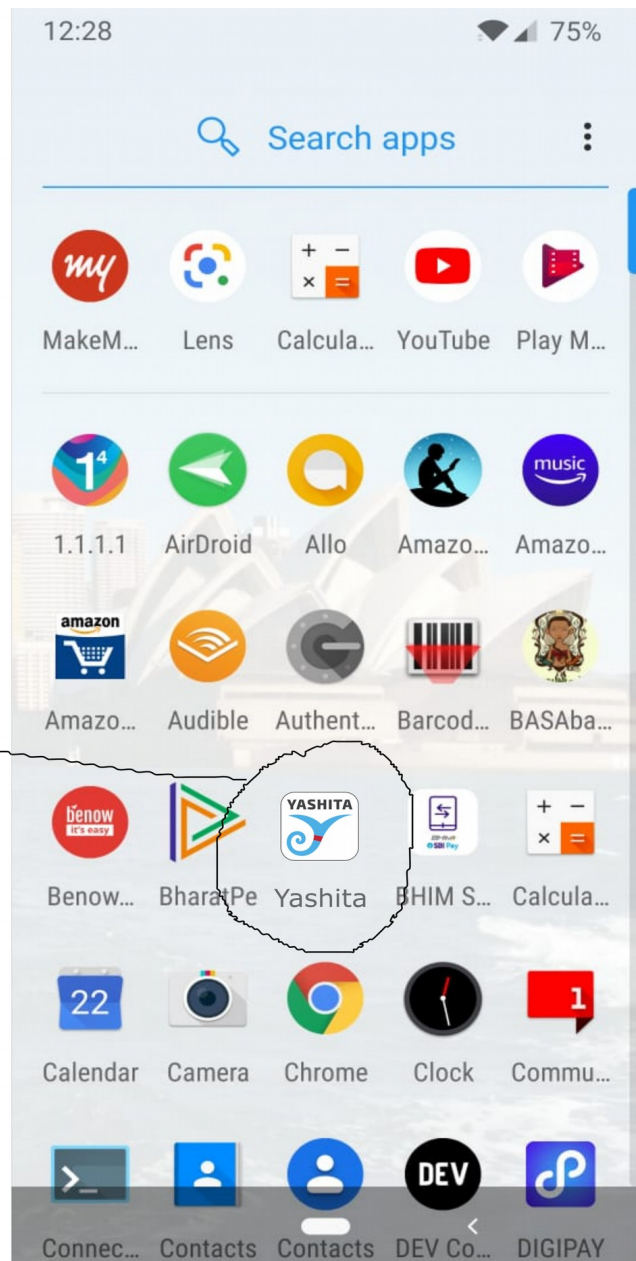 12:28 75%
Search apps
my
+ −
× =
MakeM... Lens Calcula... YouTube Play M...
1⁴ music
1.1.1.1 AirDroid Allo Amazo... Amazo...
amazon
Amazo... Audible Authent... Barcod... BASAba...
benow
it's easy
YASHITA
SBI Pay
+ −
× =
Benow... BharatPe Yashita BHIM S... Calcula...
22 1
Calendar Camera Chrome Clock Commu...
>_ DEV
Connec... Contacts Contacts DEV Co... DIGIPAY